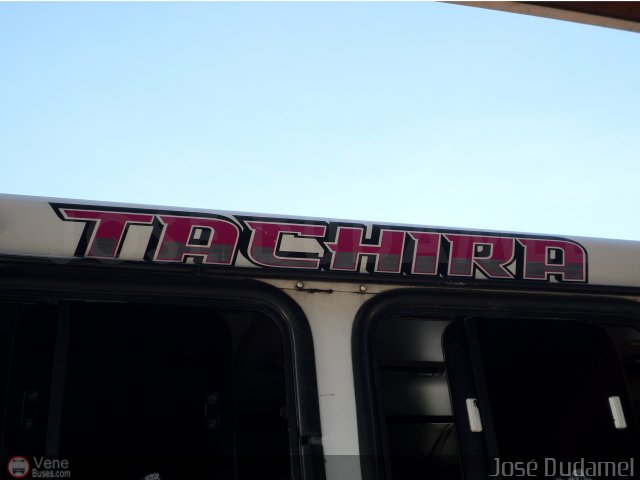 TACHIRA
Vene
Buses.com
José Dudamel